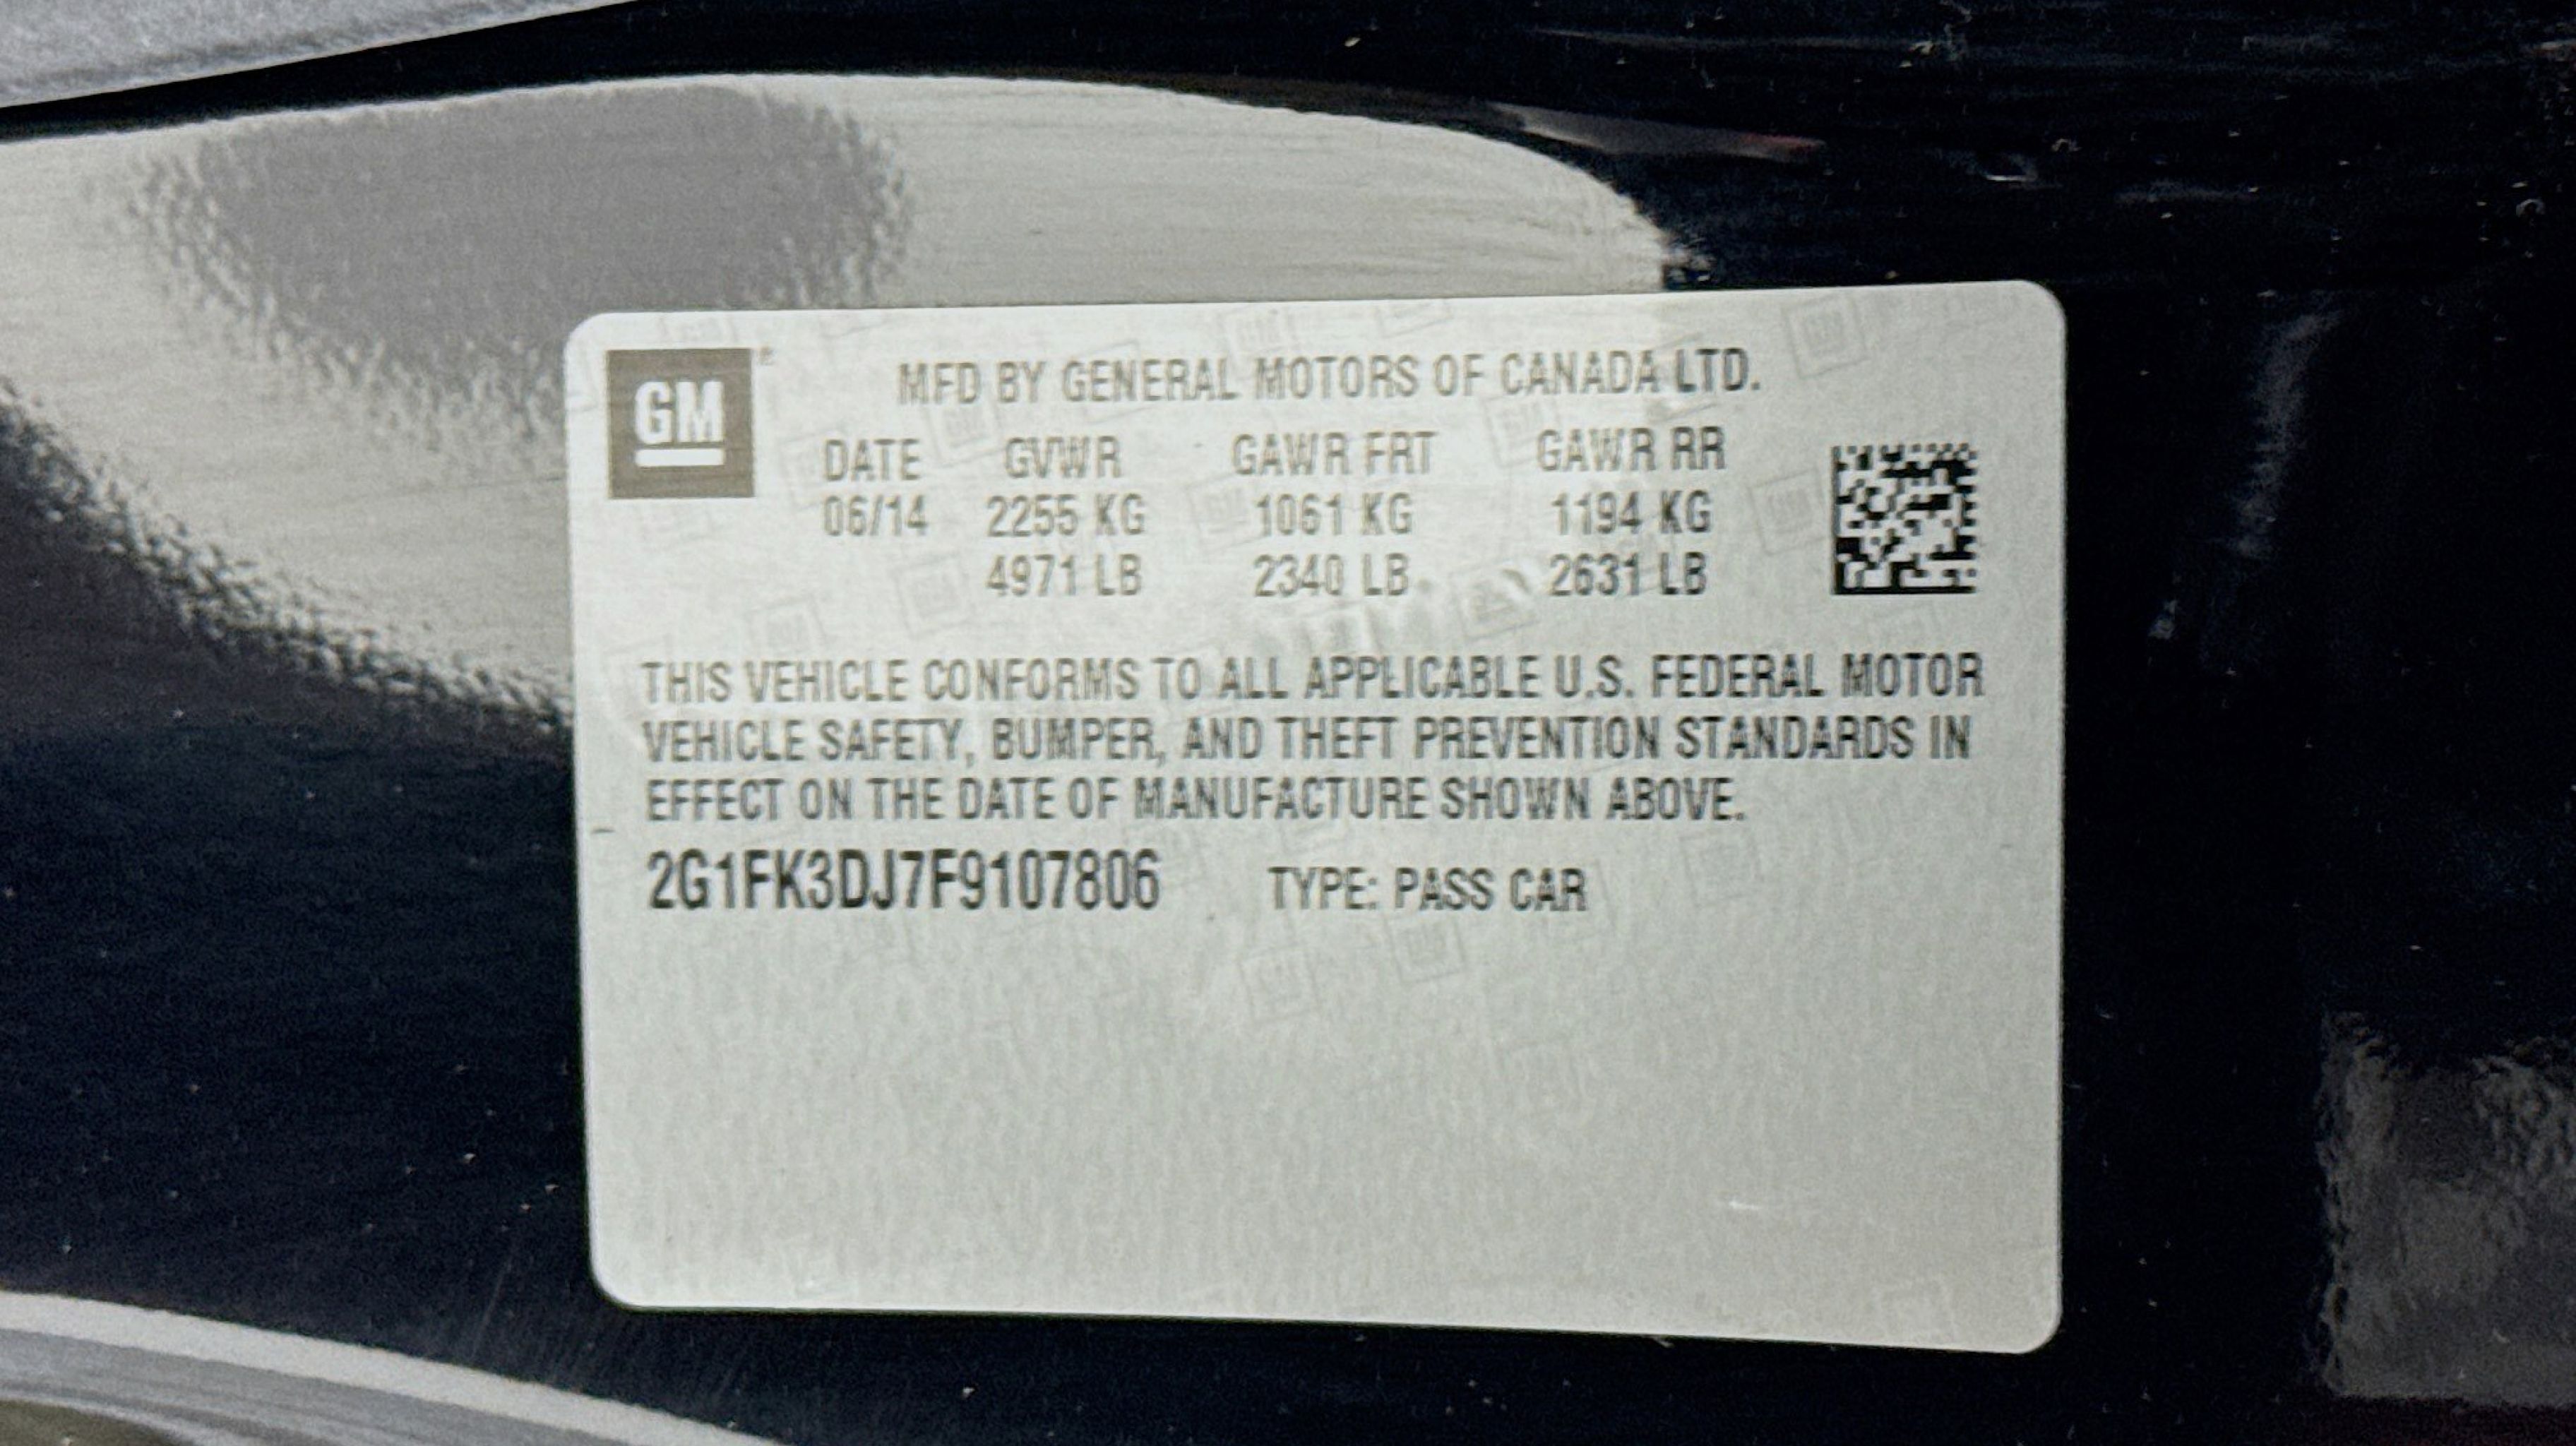 GM
MFD BY GENERAL MOTORS OF CANADA LTD.
DATE GVWR GAWR FRT GAWR RR
06/14 2255 KG 1061 KG 1194 KG
4971 LB 2340 LB 2631 LB
THIS VEHICLE CONFORMS TO ALL APPLICABLE U.S. FEDERAL MOTOR
VEHICLE SAFETY, BUMPER, AND THEFT PREVENTION STANDARDS IN
EFFECT ON THE DATE OF MANUFACTURE SHOWN ABOVE.
2G1FK3DJ7F9107806 TYPE: PASS CAR